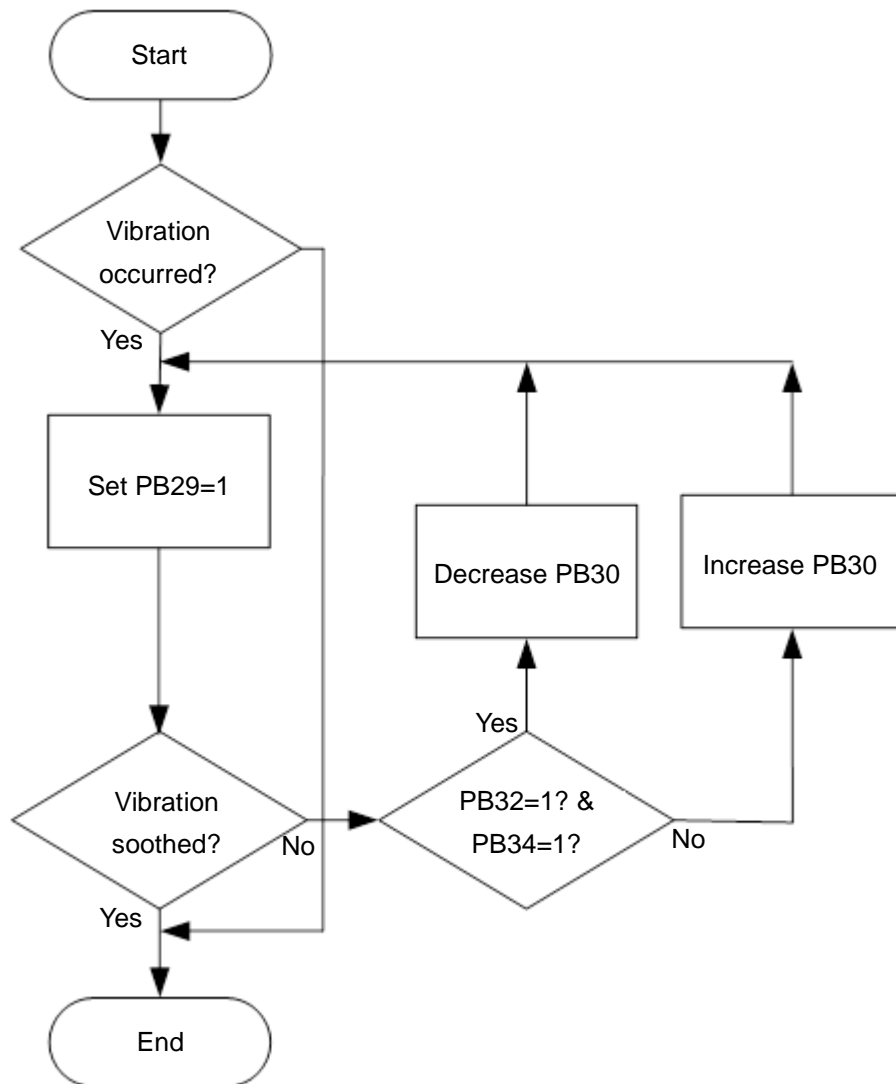 Start
Vibration
occurred?
Yes
Set PB29=1
Decrease PB30
Increase PB30
Yes
Vibration
soothed?
No
PB32=1? &
PB34=1?
No
Yes
End